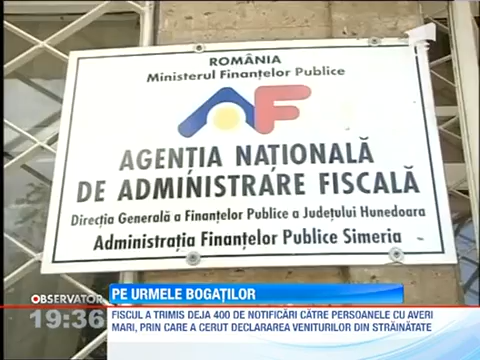 ROMÂNIA
Ministerul Finanţelor Publice
AF
AGENŢIA NAŢIONALĂ
DE ADMINISTRARE FISCALĂ
Direcţia Generală a Finanţelor Publice a Judeţului Hunedoara
Administraţia Finanţelor Publice Simeria
OBSERVATOR
19:36
PE URMELE BOGAŢILOR
FISCUL A TRIMIS DEJA 400 DE NOTIFICĂRI CĂTRE PERSOANELE CU AVERI
MARI, PRIN CARE A CERUT DECLARAREA VENITURILOR DIN STRĂINĂTATE